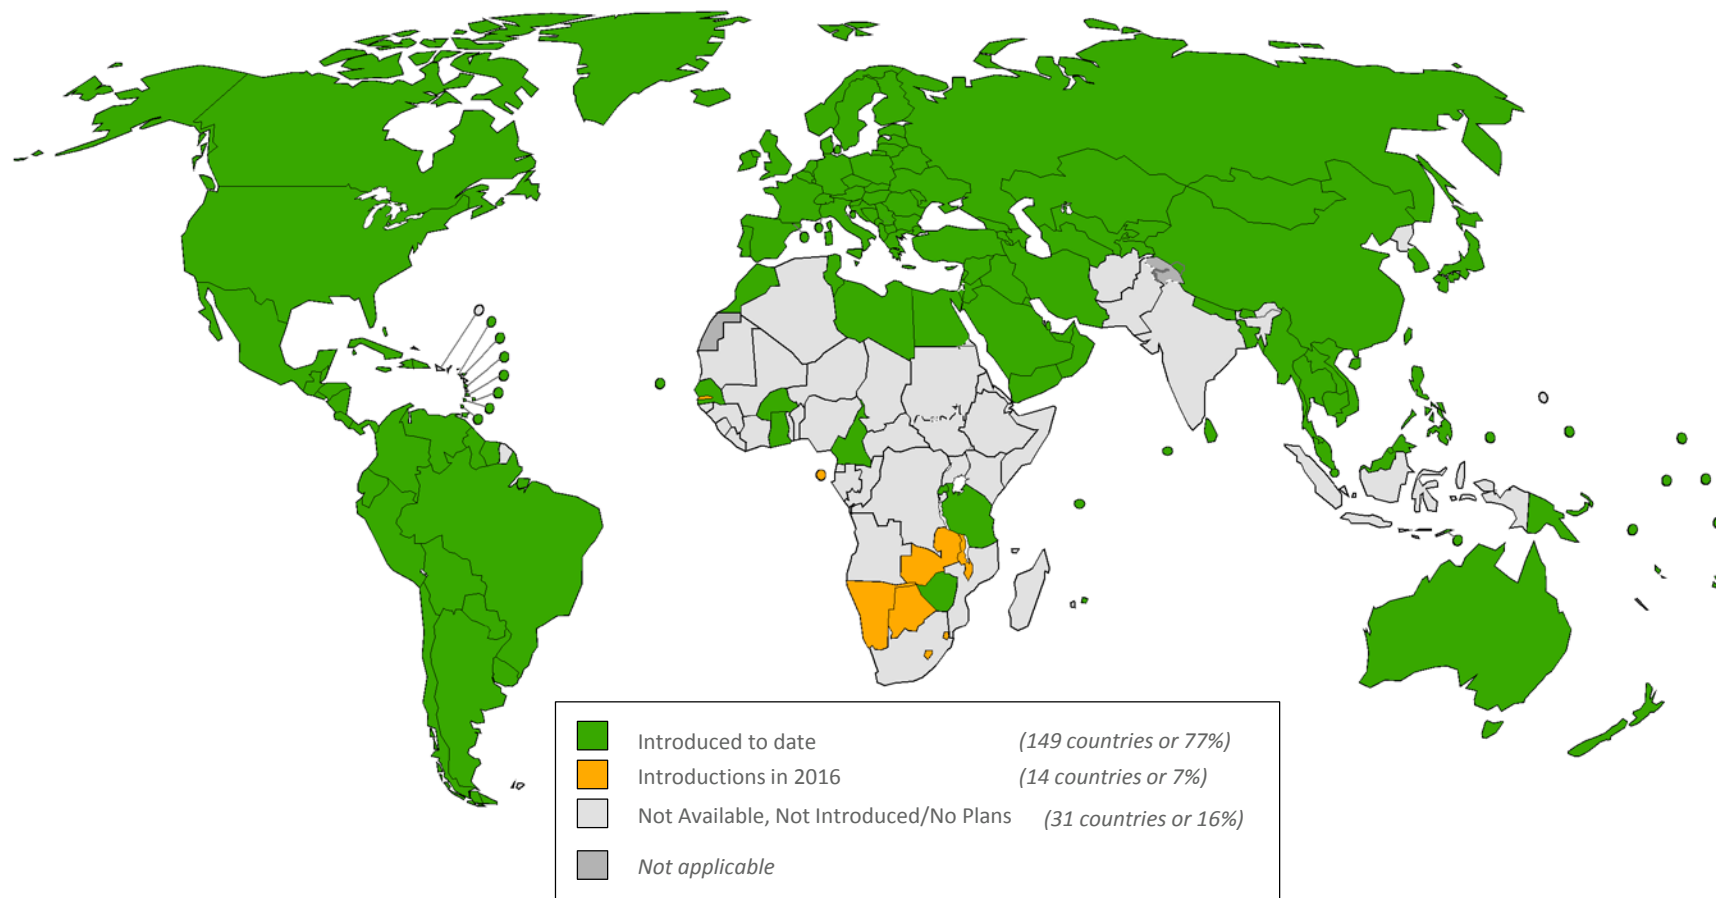 Introduced to date (149 countries or 77%)
Introductions in 2016 (14 countries or 7%)
Not Available, Not Introduced/No Plans (31 countries or 16%)
Not applicable